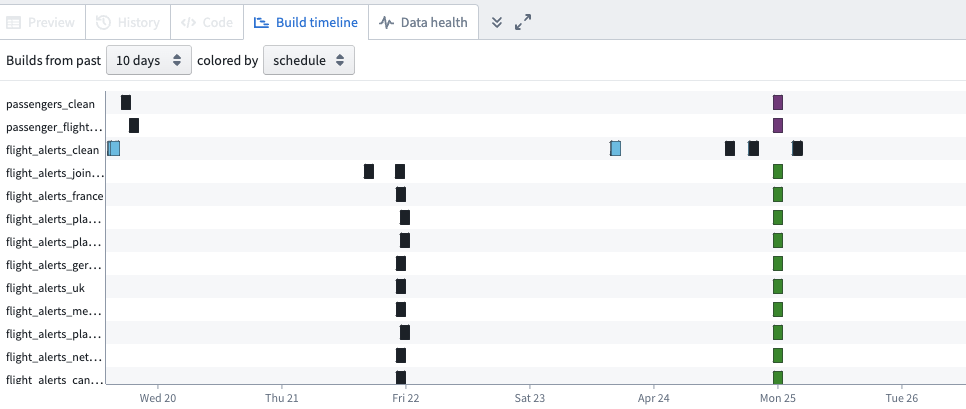 Preview History Code Build timeline Data health
Builds from past 10 days colored by schedule
passengers_clean
passenger_flight...
flight_alerts_clean
flight_alerts_join...
flight_alerts_france
flight_alerts_pla...
flight_alerts_pla...
flight_alerts_ger...
flight_alerts_uk
flight_alerts_me...
flight_alerts_pla...
flight_alerts_net...
flight_alerts_can...
Wed 20 Thu 21 Fri 22 Sat 23 Apr 24 Mon 25 Tue 26